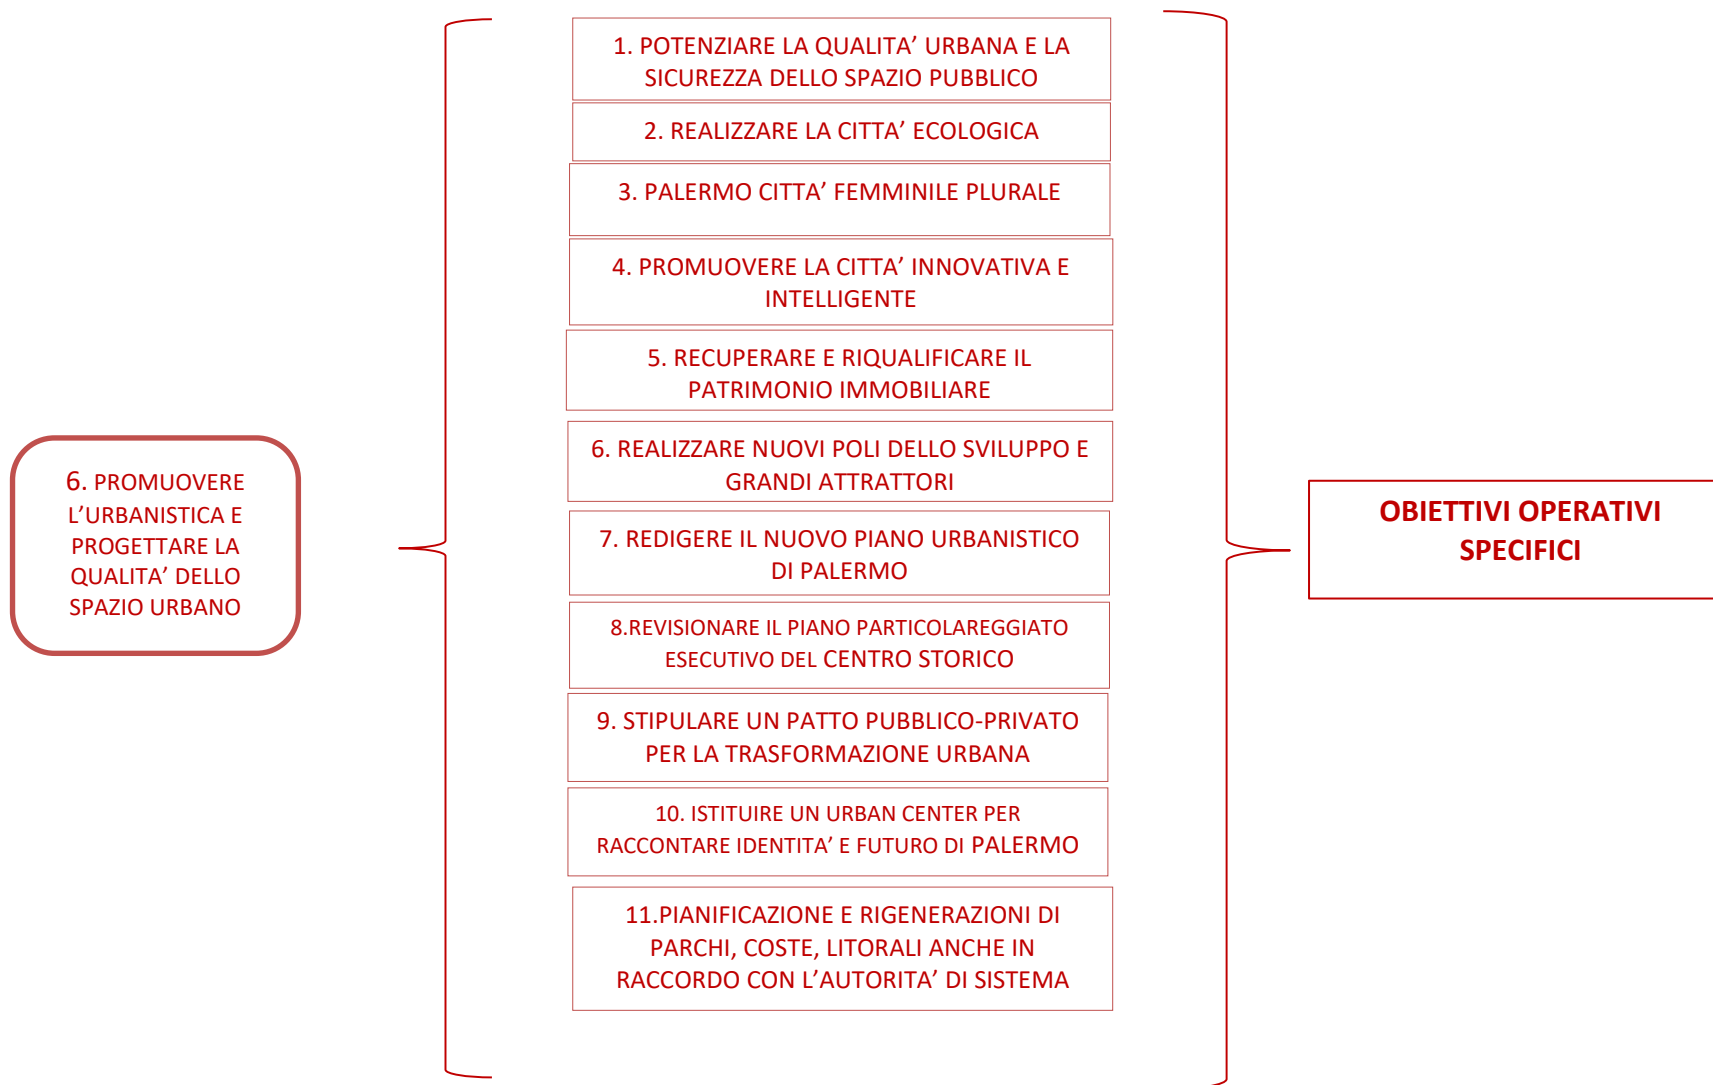 6. PROMUOVERE
L’URBANISTICA E
PROGETTARE LA
QUALITA’ DELLO
SPAZIO URBANO
1. POTENZIARE LA QUALITA’ URBANA E LA
SICUREZZA DELLO SPAZIO PUBBLICO
2. REALIZZARE LA CITTA’ ECOLOGICA
3. PALERMO CITTA’ FEMMINILE PLURALE
4. PROMUOVERE LA CITTA’ INNOVATIVA E
INTELLIGENTE
5. RECUPERARE E RIQUALIFICARE IL
PATRIMONIO IMMOBILIARE
6. REALIZZARE NUOVI POLI DELLO SVILUPPO E
GRANDI ATTRATTORI
7. REDIGERE IL NUOVO PIANO URBANISTICO
DI PALERMO
8.REVISIONARE IL PIANO PARTICOLAREGGIATO
ESECUTIVO DEL CENTRO STORICO
9. STIPULARE UN PATTO PUBBLICO-PRIVATO
PER LA TRASFORMAZIONE URBANA
10. ISTITUIRE UN URBAN CENTER PER
RACCONTARE IDENTITA’ E FUTURO DI PALERMO
11.PIANIFICAZIONE E RIGENERAZIONI DI
PARCHI, COSTE, LITORALI ANCHE IN
RACCORDO CON L’AUTORITA’ DI SISTEMA
OBIETTIVI OPERATIVI
SPECIFICI